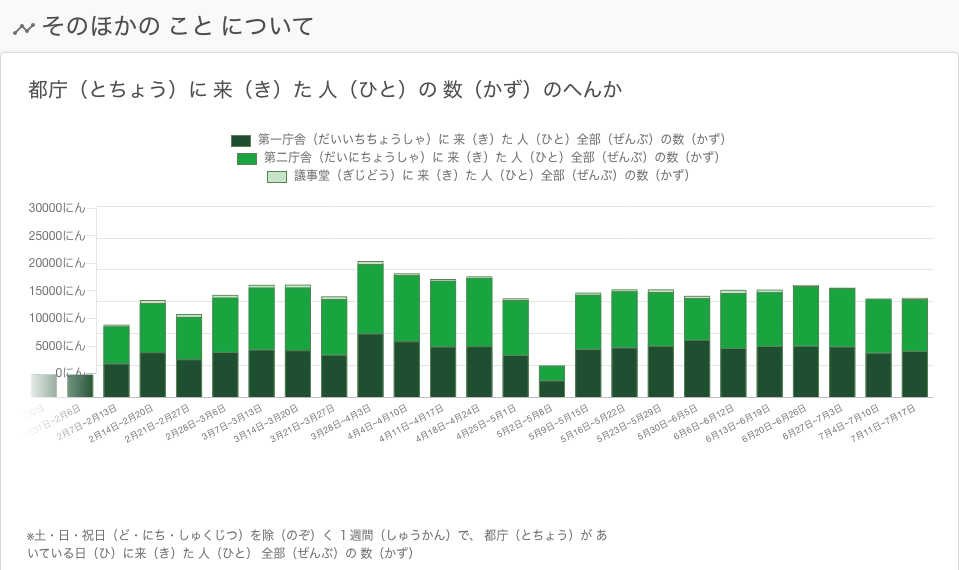 そのほかの こと について
都庁（とちょう）に 来（き）た 人（ひと）の 数（かず）のへんか
第一庁舎（だいいちちょうしゃ）に 来（き）た 人（ひと）全部（ぜんぶ）の数（かず）
第二庁舎（だいにちょうしゃ）に 来（き）た 人（ひと）全部（ぜんぶ）の数（かず）
議事堂（ぎじどう）に 来（き）た 人（ひと）全部（ぜんぶ）の数（かず）
30000にん
25000にん
20000にん
15000にん
10000にん
5000にん
0にん
30日
31日~2月6日
2月7日~2月13日
2月14日~2月20日
2月21日~2月27日
2月28日~3月6日
3月7日~3月13日
3月14日~3月20日
3月21日~3月27日
3月28日~4月3日
4月4日~4月10日
4月11日~4月17日
4月18日~4月24日
4月25日~5月1日
5月2日~5月8日
5月9日~5月15日
5月16日~5月22日
5月23日~5月29日
5月30日~6月5日
6月6日~6月12日
6月13日~6月19日
6月20日~6月26日
6月27日~7月3日
7月4日~7月10日
7月11日~7月17日
※土・日・祝日（ど・にち・しゅくじつ）を除（のぞ）く １週間（しゅうかん）で、 都庁（とちょう）が あ
いている日（ひ）に来（き）た 人（ひと） 全部（ぜんぶ）の 数（かず）